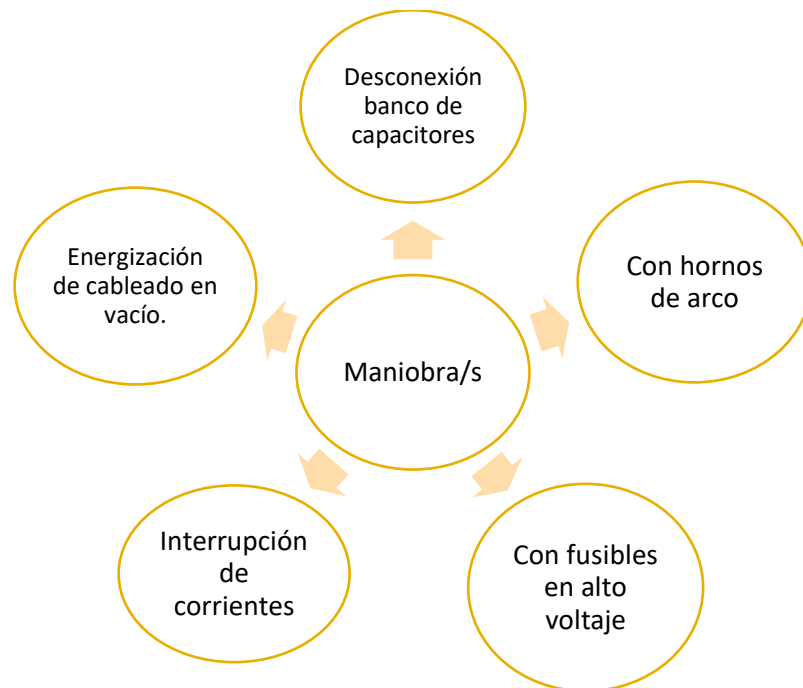 Desconexión
banco de
capacitores
Energización
de cableado en
vacío.
Con hornos
de arco
Maniobra/s
Interrupción
de
corrientes
Con fusibles
en alto
voltaje